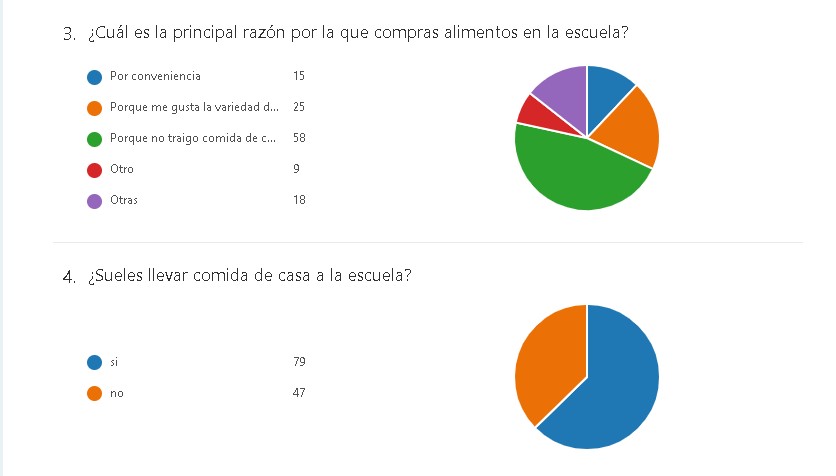 3. ¿Cuál es la principal razón por la que compras alimentos en la escuela?
Por conveniencia 15
Porque me gusta la variedad d... 25
Porque no traigo comida de c... 58
Otro 9
Otras 18
4. ¿Sueles llevar comida de casa a la escuela?
si 79
no 47